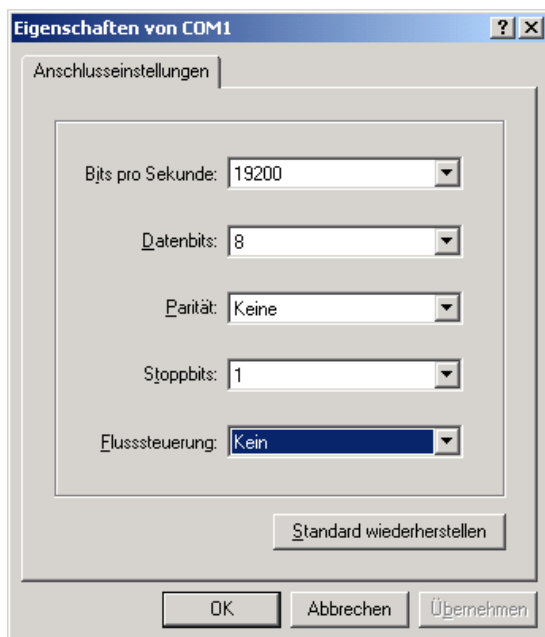 Eigenschaften von COM1
Anschlusseinstellungen
Bits pro Sekunde: 19200
Datenbits: 8
Parität: Keine
Stoppbits: 1
Flusssteuerung: Kein
Standard wiederherstellen
OK Abbrechen Übernehmen